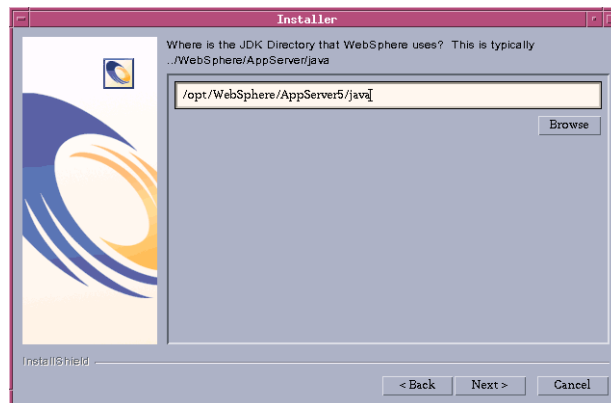 Installer
Where is the JDK Directory that WebSphere uses? This is typically
../WebSphere/AppServer/java
/opt/WebSphere/AppServer5/java
Browse
InstallShield
< Back
Next >
Cancel